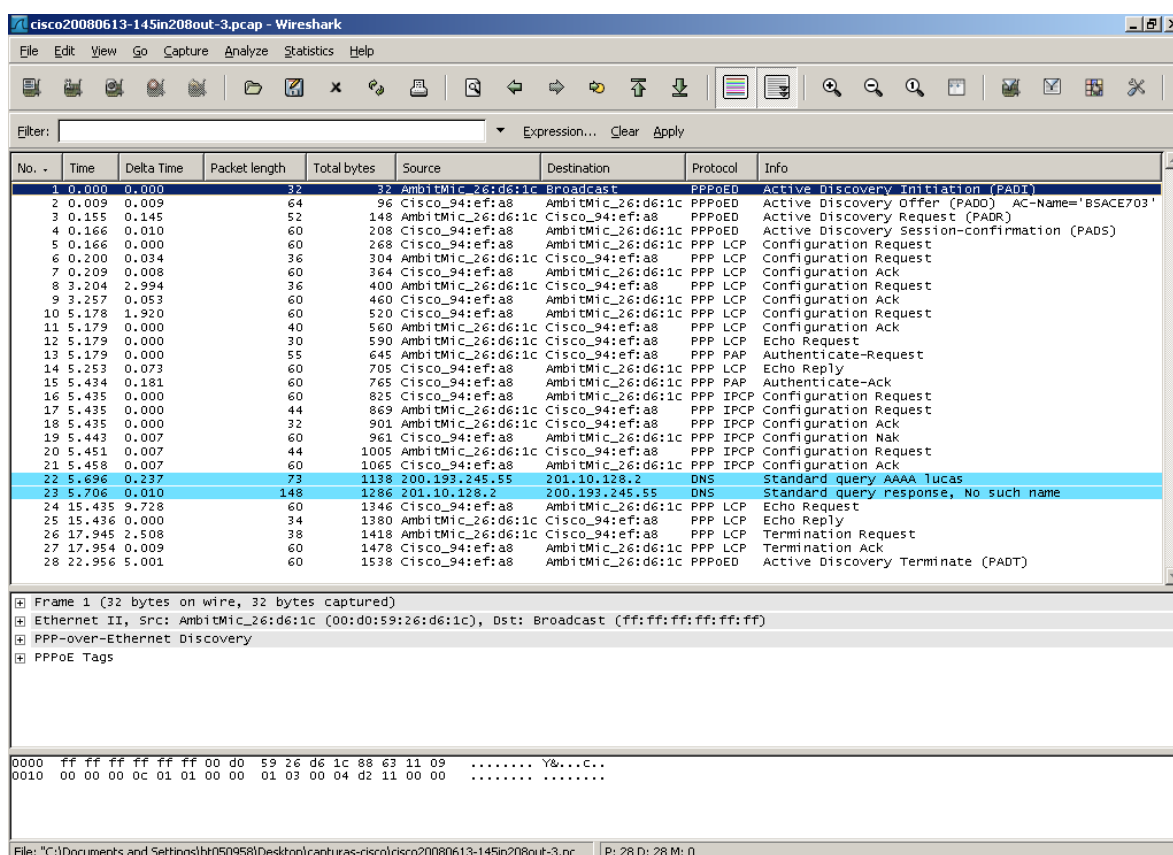 cisco20080613-145in208out-3.pcap - Wireshark
File Edit View Go Capture Analyze Statistics Help
Filter: Expression... Clear Apply
No. . Time Delta Time Packet length Total bytes Source Destination Protocol Info
1 0.000 0.000 32 32 AmbitMic_26:d6:1c Broadcast PPPoED Active Discovery Initiation (PADI)
2 0.009 0.009 64 96 Cisco_94:ef:a8 AmbitMic_26:d6:1c PPPoED Active Discovery Offer (PADO) AC-Name='BSACE703'
3 0.155 0.145 52 148 AmbitMic_26:d6:1c Cisco_94:ef:a8 PPPoED Active Discovery Request (PADR)
4 0.166 0.010 60 208 Cisco_94:ef:a8 AmbitMic_26:d6:1c PPPoED Active Discovery Session-confirmation (PADS)
5 0.166 0.000 60 268 Cisco_94:ef:a8 AmbitMic_26:d6:1c PPP LCP Configuration Request
6 0.200 0.034 36 304 AmbitMic_26:d6:1c Cisco_94:ef:a8 PPP LCP Configuration Request
7 0.209 0.008 60 364 Cisco_94:ef:a8 AmbitMic_26:d6:1c PPP LCP Configuration Ack
8 3.204 2.994 36 400 AmbitMic_26:d6:1c Cisco_94:ef:a8 PPP LCP Configuration Request
9 3.257 0.053 60 460 Cisco_94:ef:a8 AmbitMic_26:d6:1c PPP LCP Configuration Ack
10 5.178 1.920 60 520 Cisco_94:ef:a8 AmbitMic_26:d6:1c PPP LCP Configuration Request
11 5.179 0.000 40 560 AmbitMic_26:d6:1c Cisco_94:ef:a8 PPP LCP Configuration Ack
12 5.179 0.000 30 590 AmbitMic_26:d6:1c Cisco_94:ef:a8 PPP LCP Echo Request
13 5.179 0.000 55 645 AmbitMic_26:d6:1c Cisco_94:ef:a8 PPP PAP Authenticate-Request
14 5.253 0.073 60 705 Cisco_94:ef:a8 AmbitMic_26:d6:1c PPP LCP Echo Reply
15 5.434 0.181 60 765 Cisco_94:ef:a8 AmbitMic_26:d6:1c PPP PAP Authenticate-Ack
16 5.435 0.000 60 825 Cisco_94:ef:a8 AmbitMic_26:d6:1c PPP IPCP Configuration Request
17 5.435 0.000 44 869 AmbitMic_26:d6:1c Cisco_94:ef:a8 PPP IPCP Configuration Request
18 5.435 0.000 32 901 AmbitMic_26:d6:1c Cisco_94:ef:a8 PPP IPCP Configuration Ack
19 5.443 0.007 60 961 Cisco_94:ef:a8 AmbitMic_26:d6:1c PPP IPCP Configuration Nak
20 5.451 0.007 44 1005 AmbitMic_26:d6:1c Cisco_94:ef:a8 PPP IPCP Configuration Request
21 5.458 0.007 60 1065 Cisco_94:ef:a8 AmbitMic_26:d6:1c PPP IPCP Configuration Ack
22 5.696 0.237 73 1138 200.193.245.55 201.10.128.2 DNS Standard query AAAA lucas
23 5.706 0.010 148 1286 201.10.128.2 200.193.245.55 DNS Standard query response, No such name
24 15.435 9.728 60 1346 Cisco_94:ef:a8 AmbitMic_26:d6:1c PPP LCP Echo Request
25 15.436 0.000 34 1380 AmbitMic_26:d6:1c Cisco_94:ef:a8 PPP LCP Echo Reply
26 17.945 2.508 38 1418 AmbitMic_26:d6:1c Cisco_94:ef:a8 PPP LCP Termination Request
27 17.954 0.009 60 1478 Cisco_94:ef:a8 AmbitMic_26:d6:1c PPP LCP Termination Ack
28 22.956 5.001 60 1538 Cisco_94:ef:a8 AmbitMic_26:d6:1c PPPoED Active Discovery Terminate (PADT)
Frame 1 (32 bytes on wire, 32 bytes captured)
Ethernet II, Src: AmbitMic_26:d6:1c (00:d0:59:26:d6:1c), Dst: Broadcast (ff:ff:ff:ff:ff:ff)
PPP-over-Ethernet Discovery
PPPoE Tags
0000 ff ff ff ff ff ff 00 d0 59 26 d6 1c 88 63 11 09 ........ Y&...c..
0010 00 00 00 0c 01 01 00 00 01 03 00 04 d2 11 00 00 ........ ........
File: "C:\Documents and Settings\bt050958\Desktop\capturas-cisco\cisco20080613-145in208out-3.pc... P: 28 D: 28 M: 0